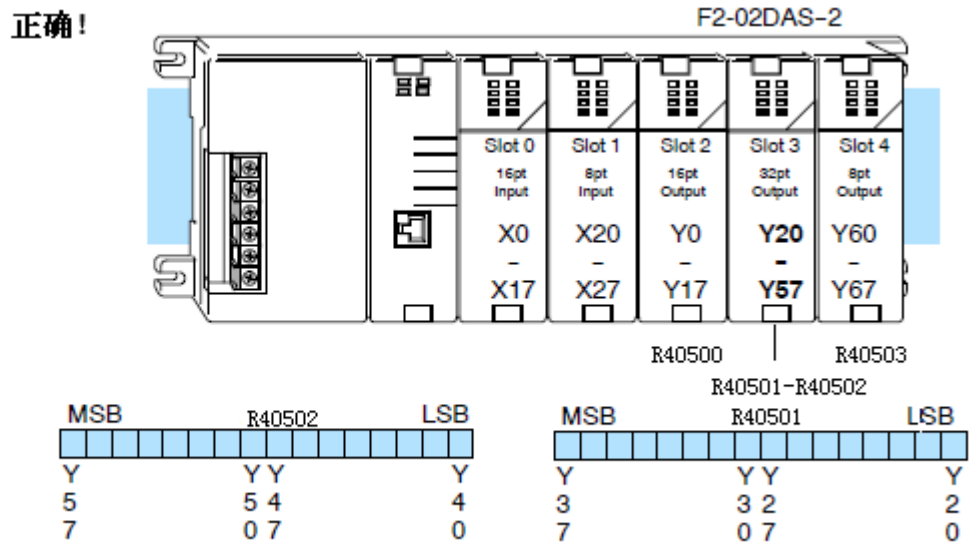 正确!
F2-02DAS-2
Slot 0 Slot 1 Slot 2 Slot 3 Slot 4
16pt 8pt 16pt 32pt 8pt
Input Input Output Output Output
X0 X20 Y0 Y20 Y60
- - - - -
X17 X27 Y17 Y57 Y67
R40500 R40503
R40501-R40502
MSB R40502 LSB MSB R40501 LSB
Y Y Y Y Y Y Y Y
5 5 4 4 3 3 2 2
7 0 7 0 7 0 7 0